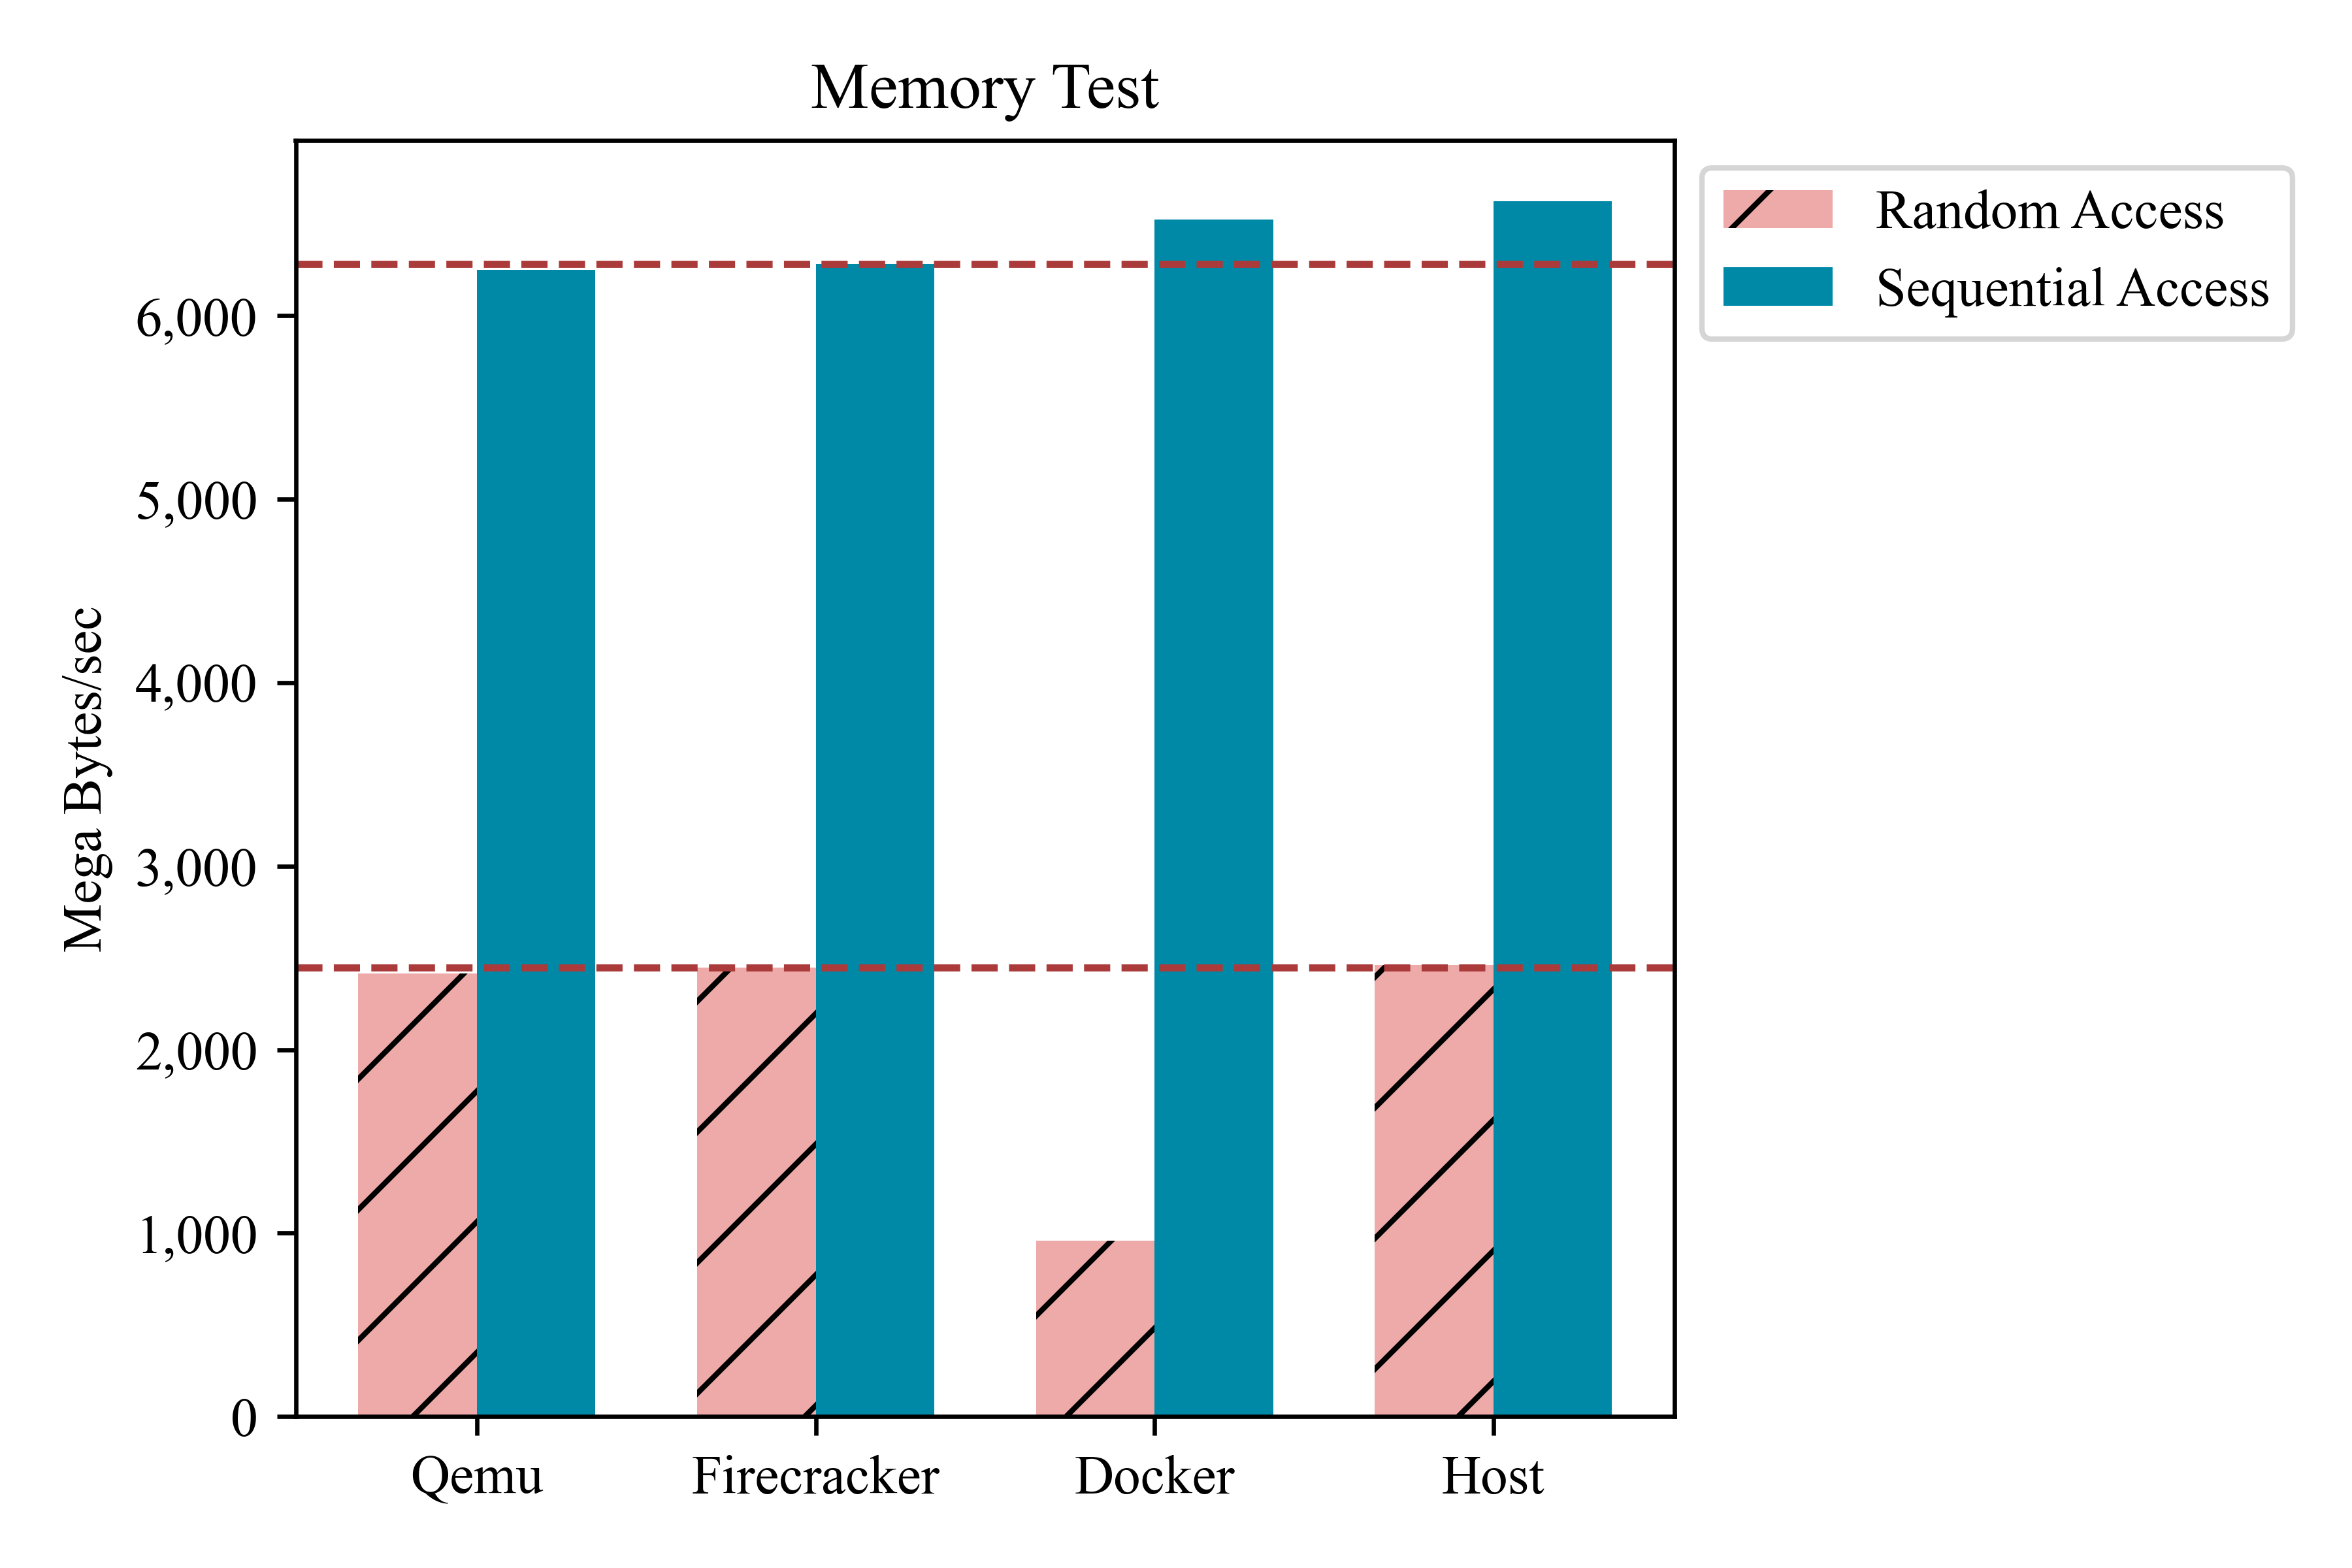 Memory Test
Random Access
Sequential Access
Mega Bytes/sec
6,000
5,000
4,000
3,000
2,000
1,000
0
Qemu
Firecracker
Docker
Host